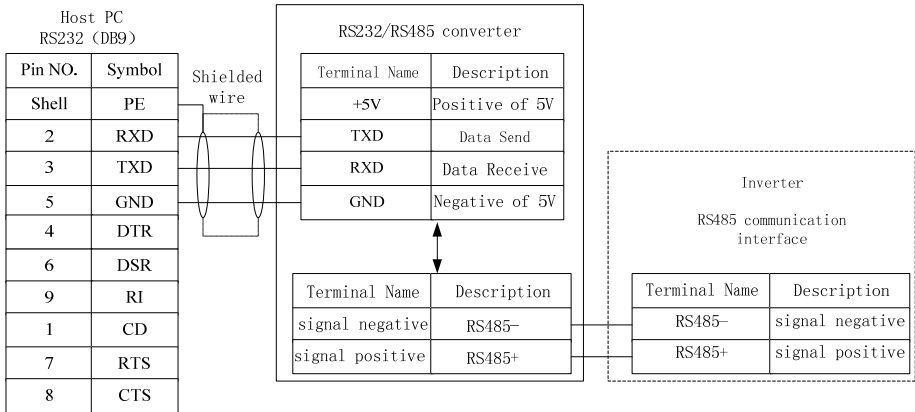 Host PC
RS232 (DB9)
Pin NO. Symbol
Shell PE
2 RXD
3 TXD
5 GND
4 DTR
6 DSR
9 RI
1 CD
7 RTS
8 CTS
Shielded
wire
RS232/RS485 converter
Terminal Name Description
+5V Positive of 5V
TXD Data Send
RXD Data Receive
GND Negative of 5V
Terminal Name Description
signal negative RS485-
signal positive RS485+
Inverter
RS485 communication
interface
Terminal Name Description
RS485- signal negative
RS485+ signal positive